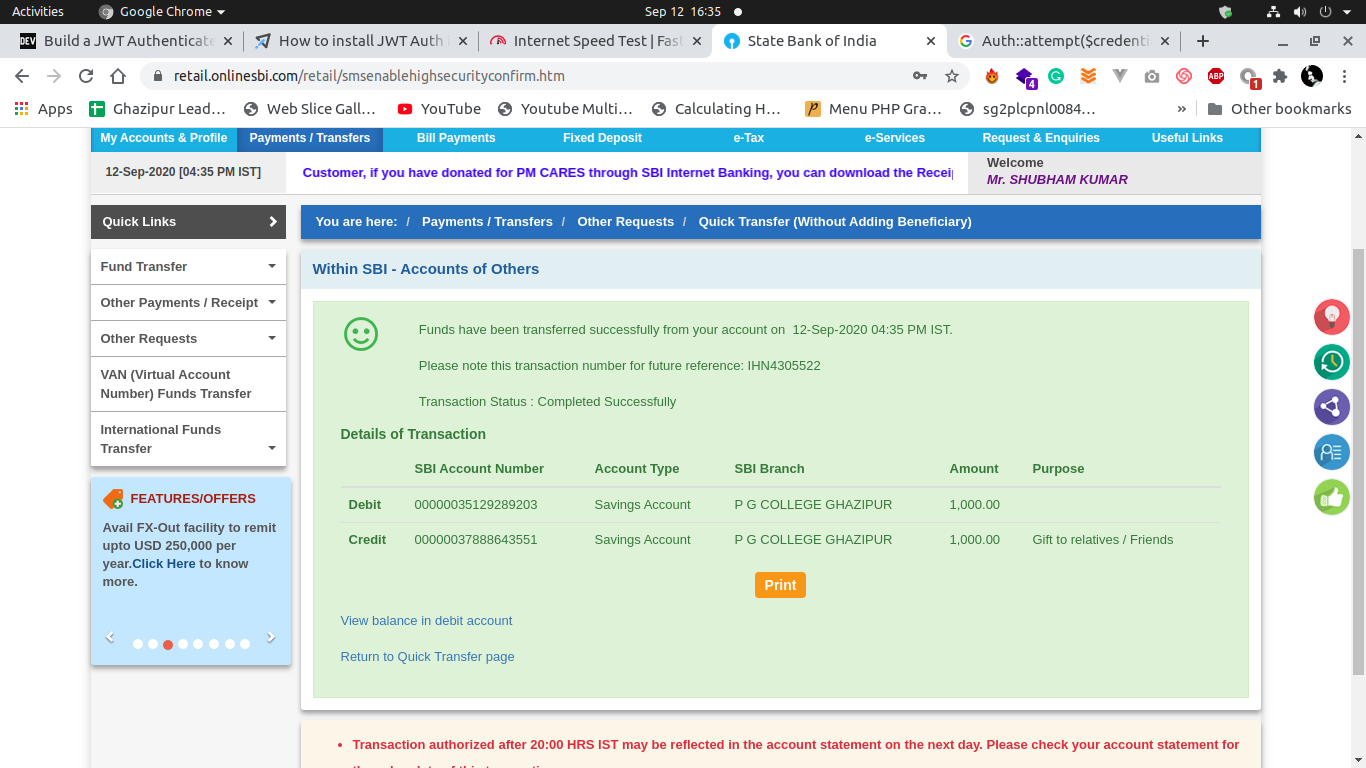 Activities Google Chrome Sep 12 16:35
DEV Build a JWT Authenticate How to install JWT Auth Internet Speed Test | Fast State Bank of India Auth::attempt($credenti
retail.onlinesbi.com/retail/smsenablehighsecurityconfirm.htm 4 ABP 1
Apps Ghazipur Lead... Web Slice Gall... YouTube Youtube Multi... Calculating H... Menu PHP Gra... sg2plcpnl0084... » Other bookmarks
My Accounts & Profile Payments / Transfers Bill Payments Fixed Deposit e-Tax e-Services Request & Enquiries Useful Links
12-Sep-2020 [04:35 PM IST] Customer, if you have donated for PM CARES through SBI Internet Banking, you can download the Recei
Welcome
Mr. SHUBHAM KUMAR
Quick Links
You are here: / Payments / Transfers / Other Requests / Quick Transfer (Without Adding Beneficiary)
Fund Transfer
Other Payments / Receipt
Other Requests
VAN (Virtual Account
Number) Funds Transfer
International Funds
Transfer
FEATURES/OFFERS
Avail FX-Out facility to remit
upto USD 250,000 per
year.Click Here to know
more.
Within SBI - Accounts of Others
Funds have been transferred successfully from your account on 12-Sep-2020 04:35 PM IST.
Please note this transaction number for future reference: IHN4305522
Transaction Status : Completed Successfully
Details of Transaction
SBI Account Number Account Type SBI Branch Amount Purpose
Debit 00000035129289203 Savings Account P G COLLEGE GHAZIPUR 1,000.00
Credit 00000037888643551 Savings Account P G COLLEGE GHAZIPUR 1,000.00 Gift to relatives / Friends
Print
View balance in debit account
Return to Quick Transfer page
• Transaction authorized after 20:00 HRS IST may be reflected in the account statement on the next day. Please check your account statement for